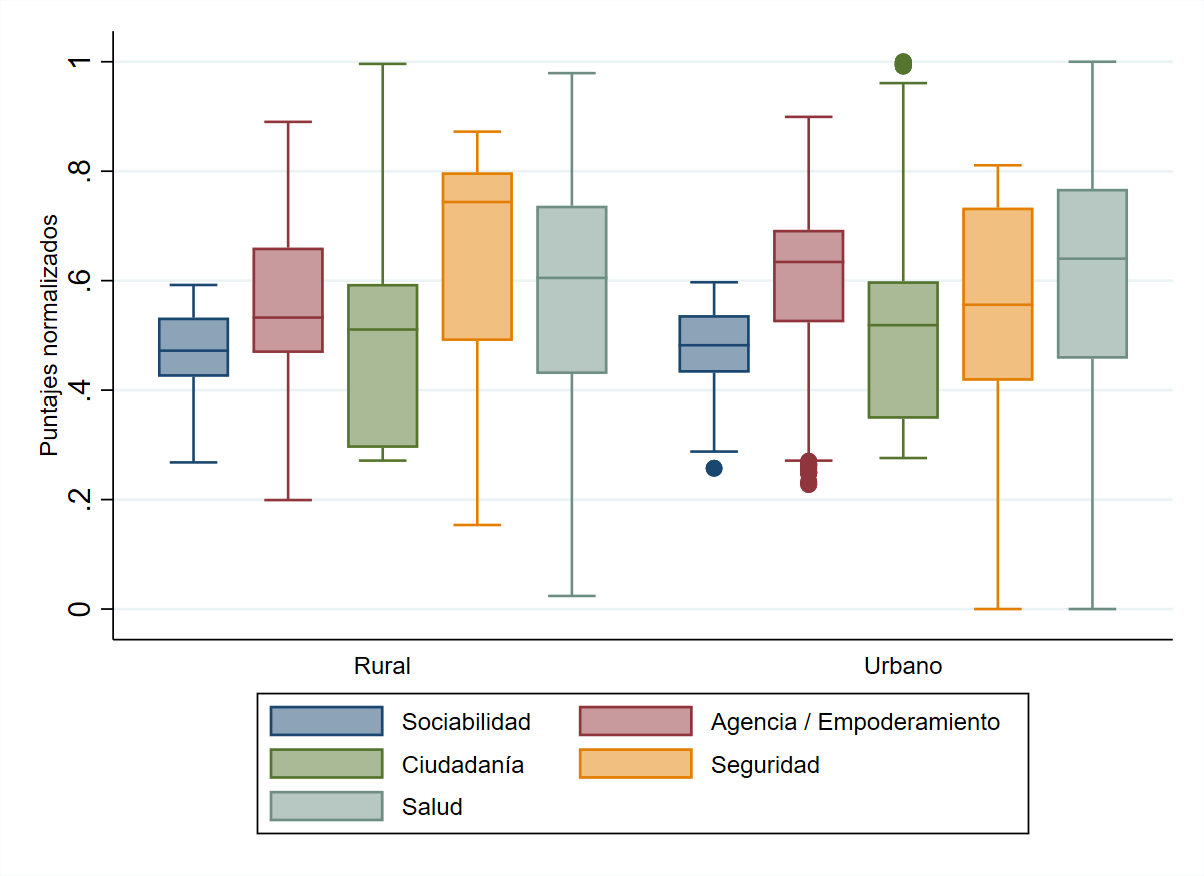 Puntajes normalizados
1
.8
.6
.4
.2
0
Rural Urbano
Sociabilidad Agencia / Empoderamiento
Ciudadanía Seguridad
Salud